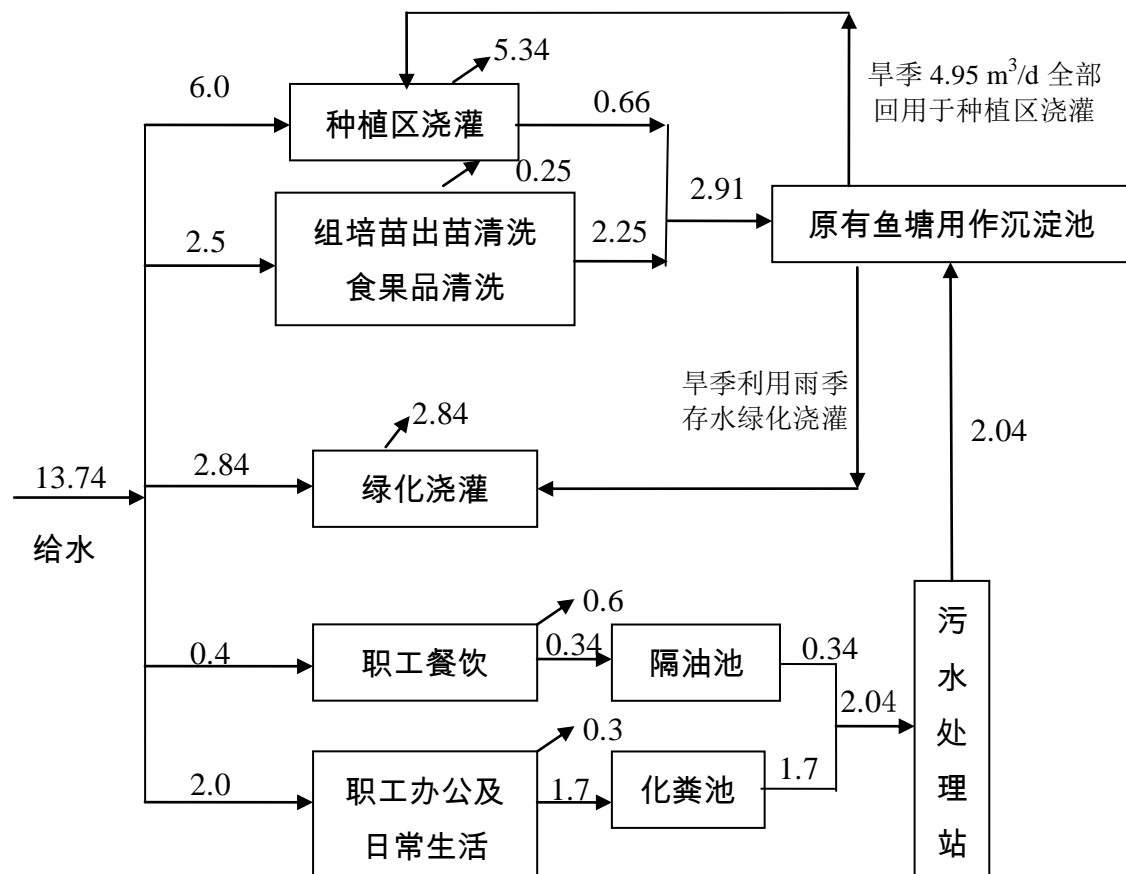 5.34
旱季 4.95 m³/d 全部
回用于种植区浇灌
6.0
种植区浇灌
0.66
0.25
2.91
原有鱼塘用作沉淀池
2.5
组培苗出苗清洗
食果品清洗
2.25
旱季利用雨季
存水绿化浇灌
2.84
2.04
13.74
给水
2.84
绿化浇灌
0.6
0.4
职工餐饮
0.34
隔油池
0.34
2.04
污
水
处
理
站
0.3
2.0
职工办公及
日常生活
1.7
化粪池
1.7